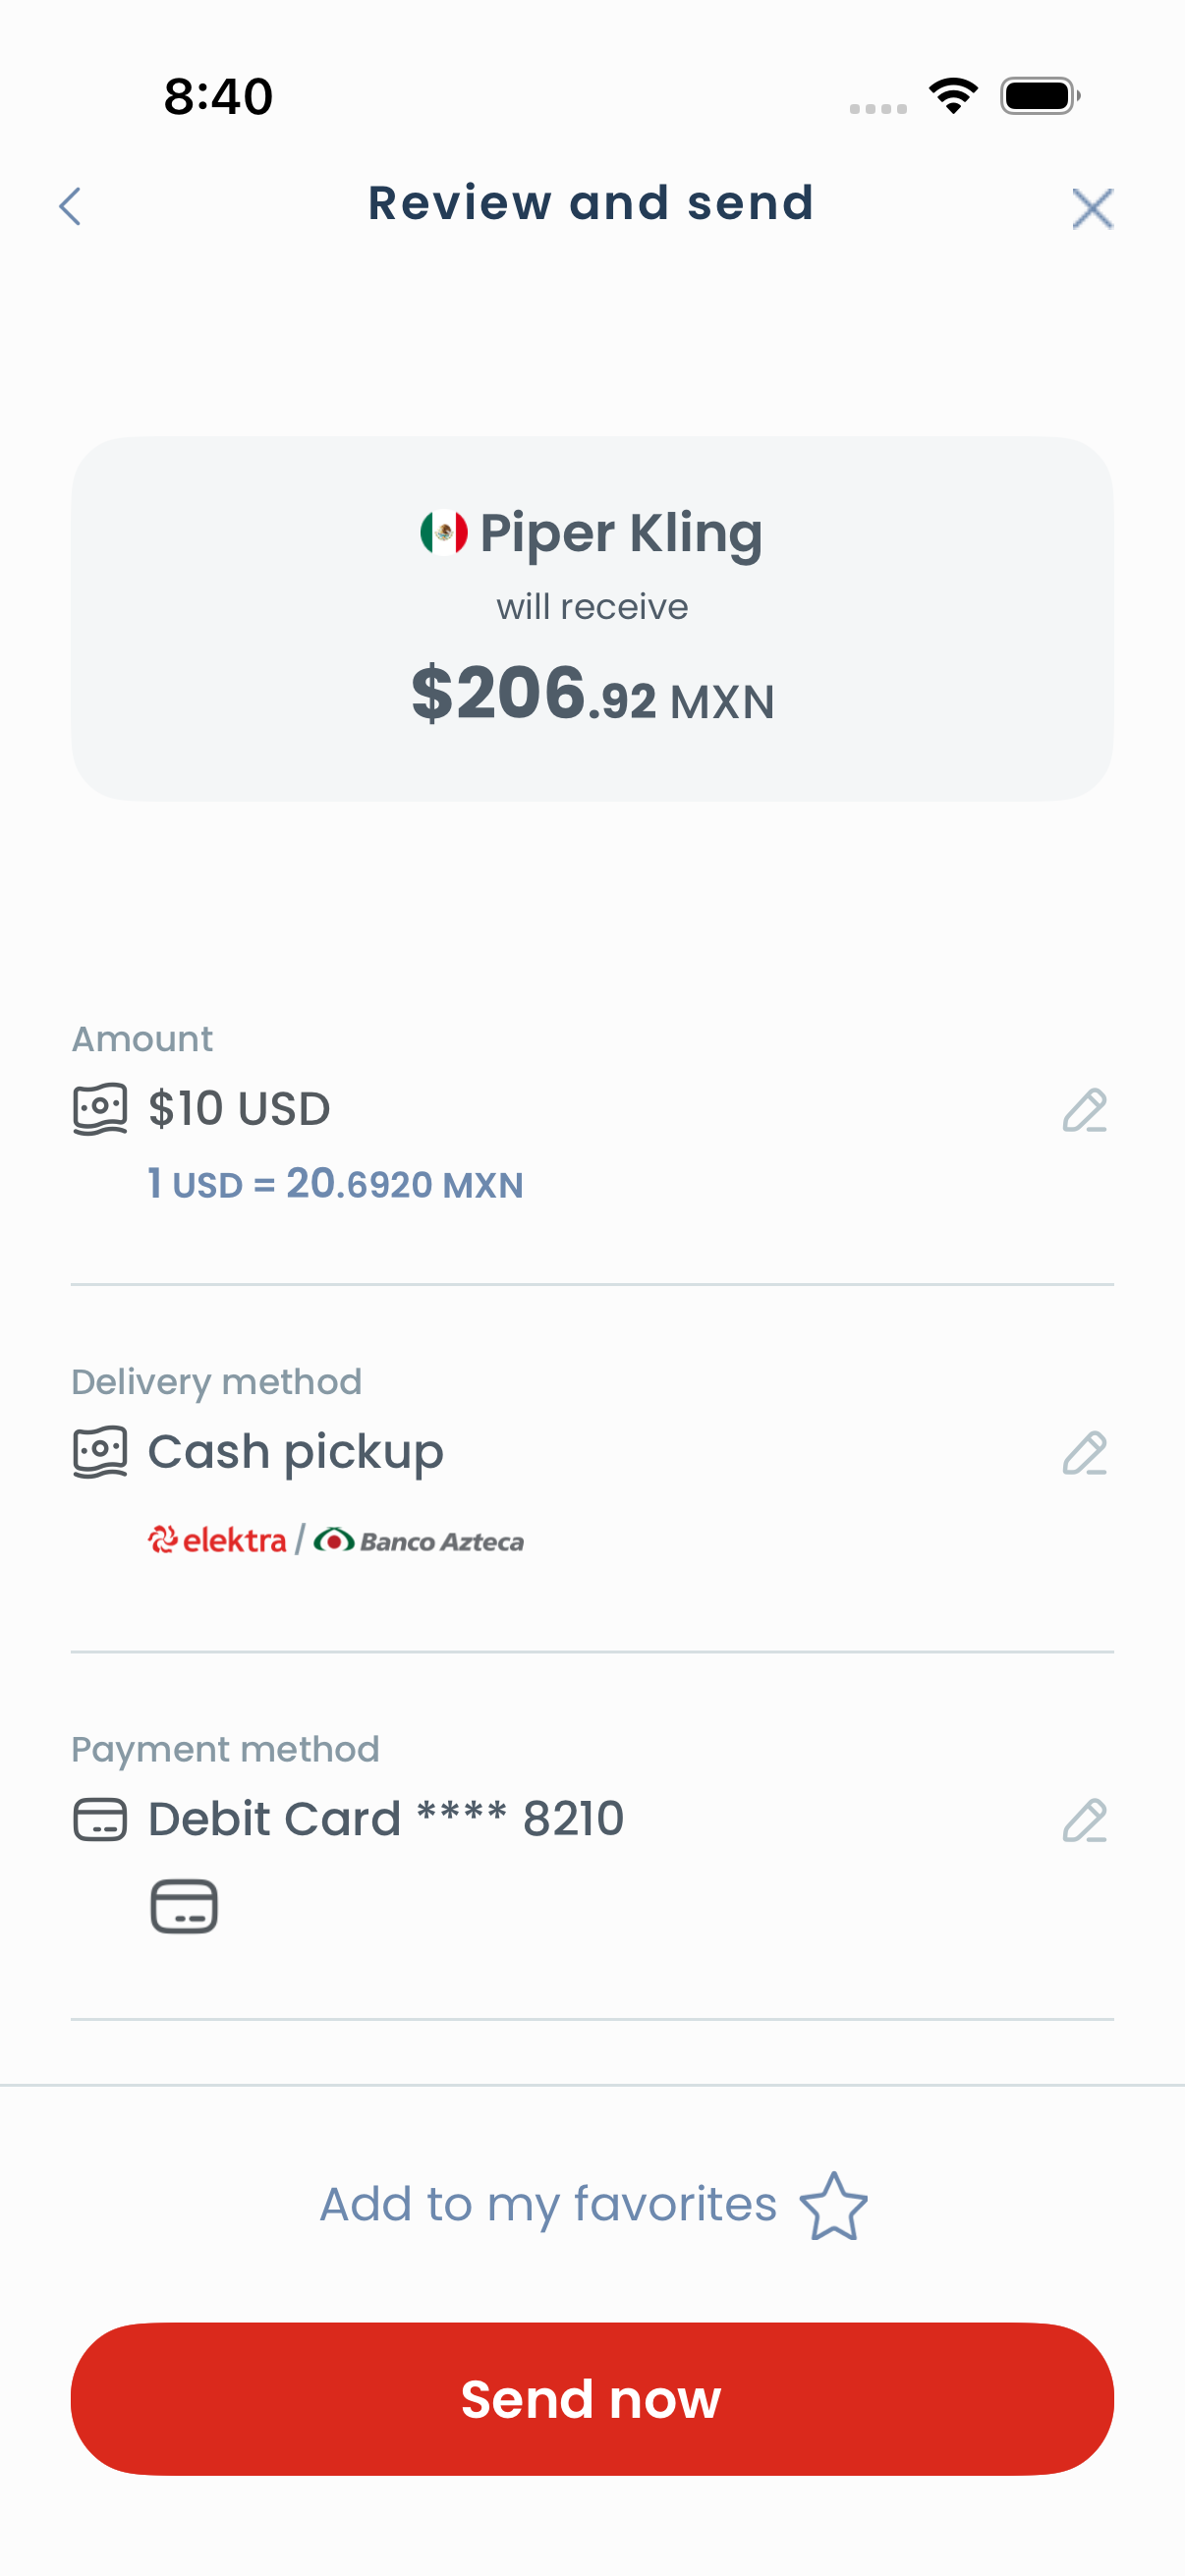 8:40
Review and send
Piper Kling
will receive
$206.92 MXN
Amount
$10 USD
1 USD = 20.6920 MXN
Delivery method
Cash pickup
elektra / Banco Azteca
Payment method
Debit Card **** 8210
Add to my favorites
Send now